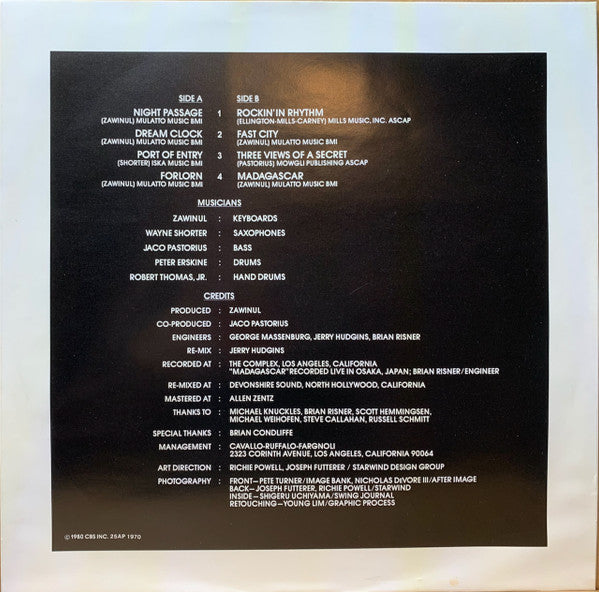 SIDE A SIDE B
NIGHT PASSAGE 1 ROCKIN' IN RHYTHM
(ZAWINUL) MULATTO MUSIC BMI (ELLINGTON-MILLS-CARNEY) MILLS MUSIC, INC. ASCAP
DREAM CLOCK 2 FAST CITY
(ZAWINUL) MULATTO MUSIC BMI (ZAWINUL) MULATTO MUSIC BMI
PORT OF ENTRY 3 THREE VIEWS OF A SECRET
(SHORTER) ISKA MUSIC BMI (PASTORIUS) MOWGLI PUBLISHING ASCAP
FORLORN 4 MADAGASCAR
(ZAWINUL) MULATTO MUSIC BMI (ZAWINUL) MULATTO MUSIC BMI
MUSICIANS
ZAWINUL : KEYBOARDS
WAYNE SHORTER : SAXOPHONES
JACO PASTORIUS : BASS
PETER ERSKINE : DRUMS
ROBERT THOMAS, JR. : HAND DRUMS
CREDITS
PRODUCED : ZAWINUL
CO-PRODUCED : JACO PASTORIUS
ENGINEERS : GEORGE MASSENBURG, JERRY HUDGINS, BRIAN RISNER
RE-MIX : JERRY HUDGINS
RECORDED AT : THE COMPLEX, LOS ANGELES, CALIFORNIA
"MADAGASCAR" RECORDED LIVE IN OSAKA, JAPAN; BRIAN RISNER/ENGINEER
RE-MIXED AT : DEVONSHIRE SOUND, NORTH HOLLYWOOD, CALIFORNIA
MASTERED AT : ALLEN ZENTZ
THANKS TO : MICHAEL KNUCKLES, BRIAN RISNER, SCOTT HEMMINGSEN,
MICHAEL WEIHOFEN, STEVE CALLAHAN, RUSSELL SCHMITT
SPECIAL THANKS : BRIAN CONDLIFFE
MANAGEMENT : CAVALLO-RUFFALO-FARGNOLI
2323 CORINTH AVENUE, LOS ANGELES, CALIFORNIA 90064
ART DIRECTION : RICHIE POWELL, JOSEPH FUTTERER / STARWIND DESIGN GROUP
PHOTOGRAPHY : FRONT—PETE TURNER/IMAGE BANK, NICHOLAS DeVORE III/AFTER IMAGE
BACK—JOSEPH FUTTERER, RICHIE POWELL/STARWIND
INSIDE—SHIGERU UCHIYAMA/SWING JOURNAL
RETOUCHING—YOUNG LIM/GRAPHIC PROCESS
© 1980 CBS INC. 25AP 1970